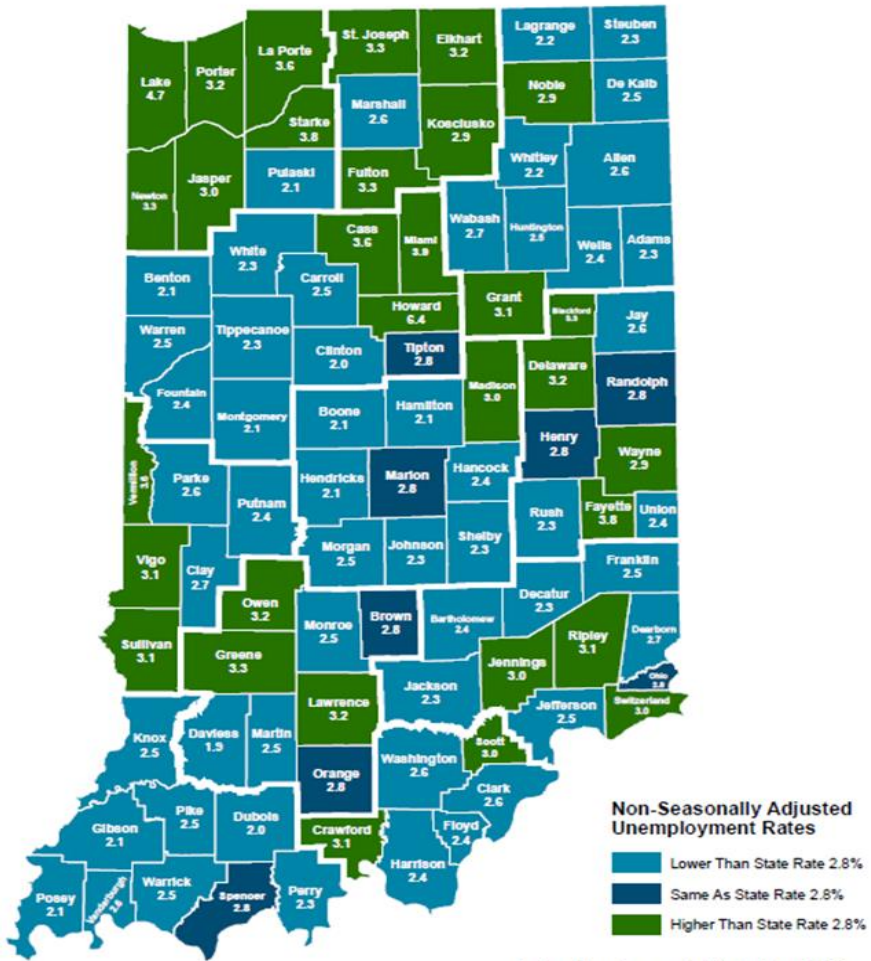 Lagrange
2.2
Steuben
2.3
St. Joseph
3.3
Elkhart
3.2
La Porte
3.6
Porter
3.2
Lake
4.7
Noble
2.9
De Kalb
2.5
Marshall
2.6
Kosciusko
2.9
Starke
3.8
Whitley
2.2
Allen
2.6
Newton
3.3
Jasper
3.0
Pulaski
2.1
Fulton
3.3
Wabash
2.7
Huntington
Wells
2.4
Adams
2.3
White
2.3
Cass
3.6
Miami
3.9
Benton
2.1
Carroll
2.5
Howard
6.4
Grant
3.1
Blackford
Jay
2.6
Warren
2.5
Tippecanoe
2.3
Clinton
2.0
Tipton
2.8
Madison
3.0
Delaware
3.2
Randolph
2.8
Fountain
2.4
Montgomery
2.1
Boone
2.1
Hamilton
2.1
Henry
2.8
Wayne
2.9
Vermillion
Parke
2.6
Putnam
2.4
Hendricks
2.1
Marion
2.8
Hancock
2.4
Rush
2.3
Fayette
3.8
Union
2.4
Vigo
3.1
Clay
2.7
Morgan
2.5
Johnson
2.3
Shelby
2.3
Franklin
2.5
Owen
3.2
Monroe
2.5
Brown
2.8
Bartholomew
2.4
Decatur
2.3
Ripley
3.1
Dearborn
2.7
Sullivan
3.1
Greene
3.3
Jackson
2.3
Jennings
3.0
Ohio
2.8
Switzerland
3.0
Jefferson
2.5
Lawrence
3.2
Knox
2.5
Daviess
1.9
Martin
2.5
Orange
2.8
Washington
2.6
Scott
3.0
Clark
2.6
Gibson
2.1
Pike
2.5
Dubois
2.0
Crawford
3.1
Harrison
2.4
Floyd
2.4
Posey
2.1
Vanderburgh
Warrick
2.5
Spencer
2.8
Perry
2.3
Non-Seasonally Adjusted
Unemployment Rates
Lower Than State Rate 2.8%
Same As State Rate 2.8%
Higher Than State Rate 2.8%